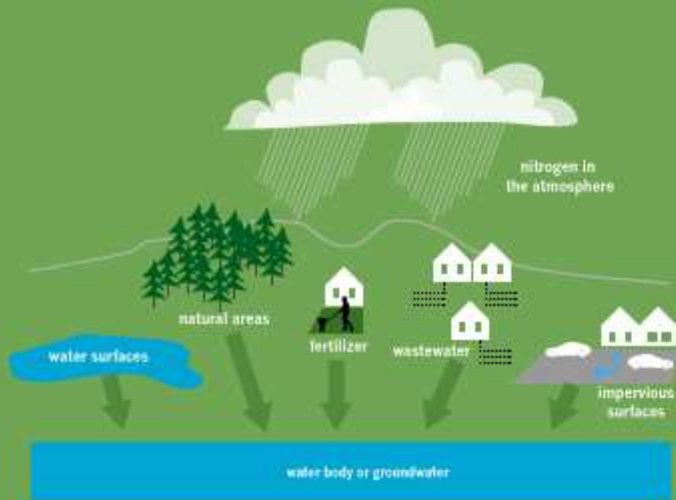 nitrogen in
the atmosphere
natural areas
fertilizer
wastewater
water surfaces
impervious
surfaces
water body or groundwater